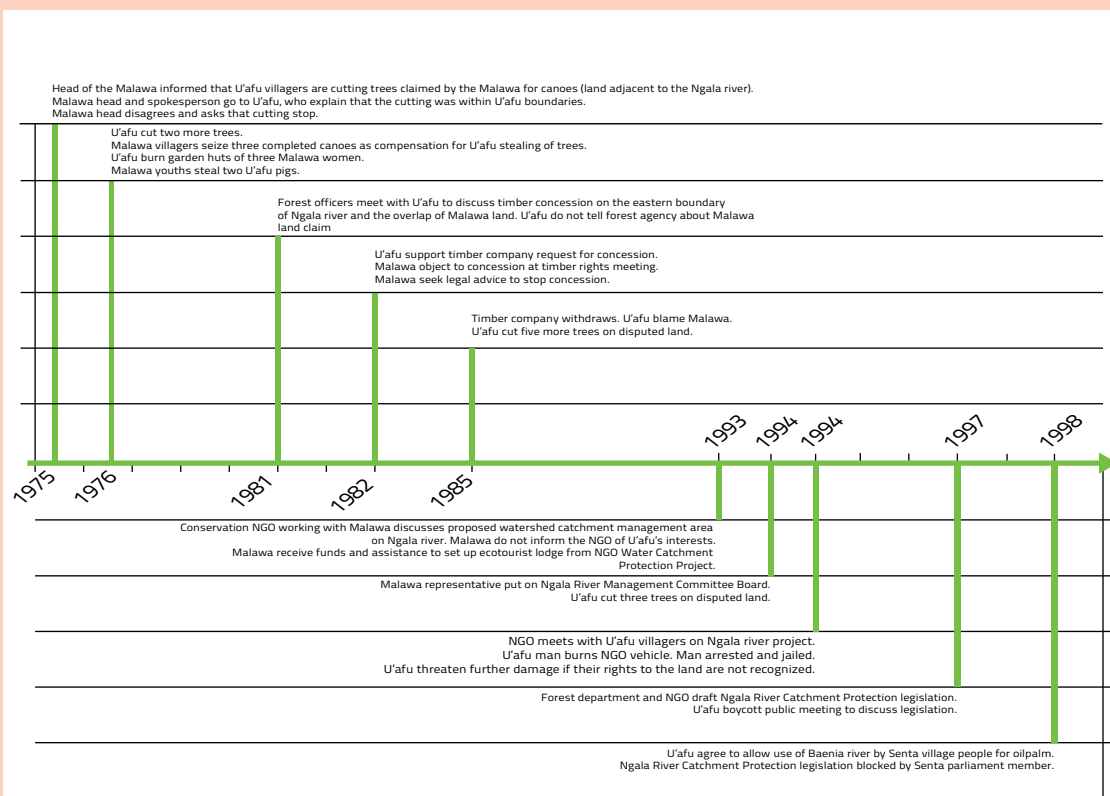 Head of the Malawa informed that U'afu villagers are cutting trees claimed by the Malawa for canoes (land adjacent to the Ngala river).
Malawa head and spokesperson go to U'afu, who explain that the cutting was within U'afu boundaries.
Malawa head disagrees and asks that cutting stop.
U'afu cut two more trees.
Malawa villagers seize three completed canoes as compensation for U'afu stealing of trees.
U'afu burn garden huts of three Malawa women.
Malawa youths steal two U'afu pigs.
Forest officers meet with U'afu to discuss timber concession on the eastern boundary
of Ngala river and the overlap of Malawa land. U'afu do not tell forest agency about Malawa
land claim
U'afu support timber company request for concession.
Malawa object to concession at timber rights meeting.
Malawa seek legal advice to stop concession.
Timber company withdraws. U'afu blame Malawa.
U'afu cut five more trees on disputed land.
1993
1994
1994
1997
1998
1975
1976
1981
1982
1985
Conservation NGO working with Malawa discusses proposed watershed catchment management area
on Ngala river. Malawa do not inform the NGO of U'afu's interests.
Malawa receive funds and assistance to set up ecotourist lodge from NGO Water Catchment
Protection Project.
Malawa representative put on Ngala River Management Committee Board.
U'afu cut three trees on disputed land.
NGO meets with U'afu villagers on Ngala river project.
U'afu man burns NGO vehicle. Man arrested and jailed.
U'afu threaten further damage if their rights to the land are not recognized.
Forest department and NGO draft Ngala River Catchment Protection legislation.
U'afu boycott public meeting to discuss legislation.
U'afu agree to allow use of Baenia river by Senta village people for oilpalm.
Ngala River Catchment Protection legislation blocked by Senta parliament member.